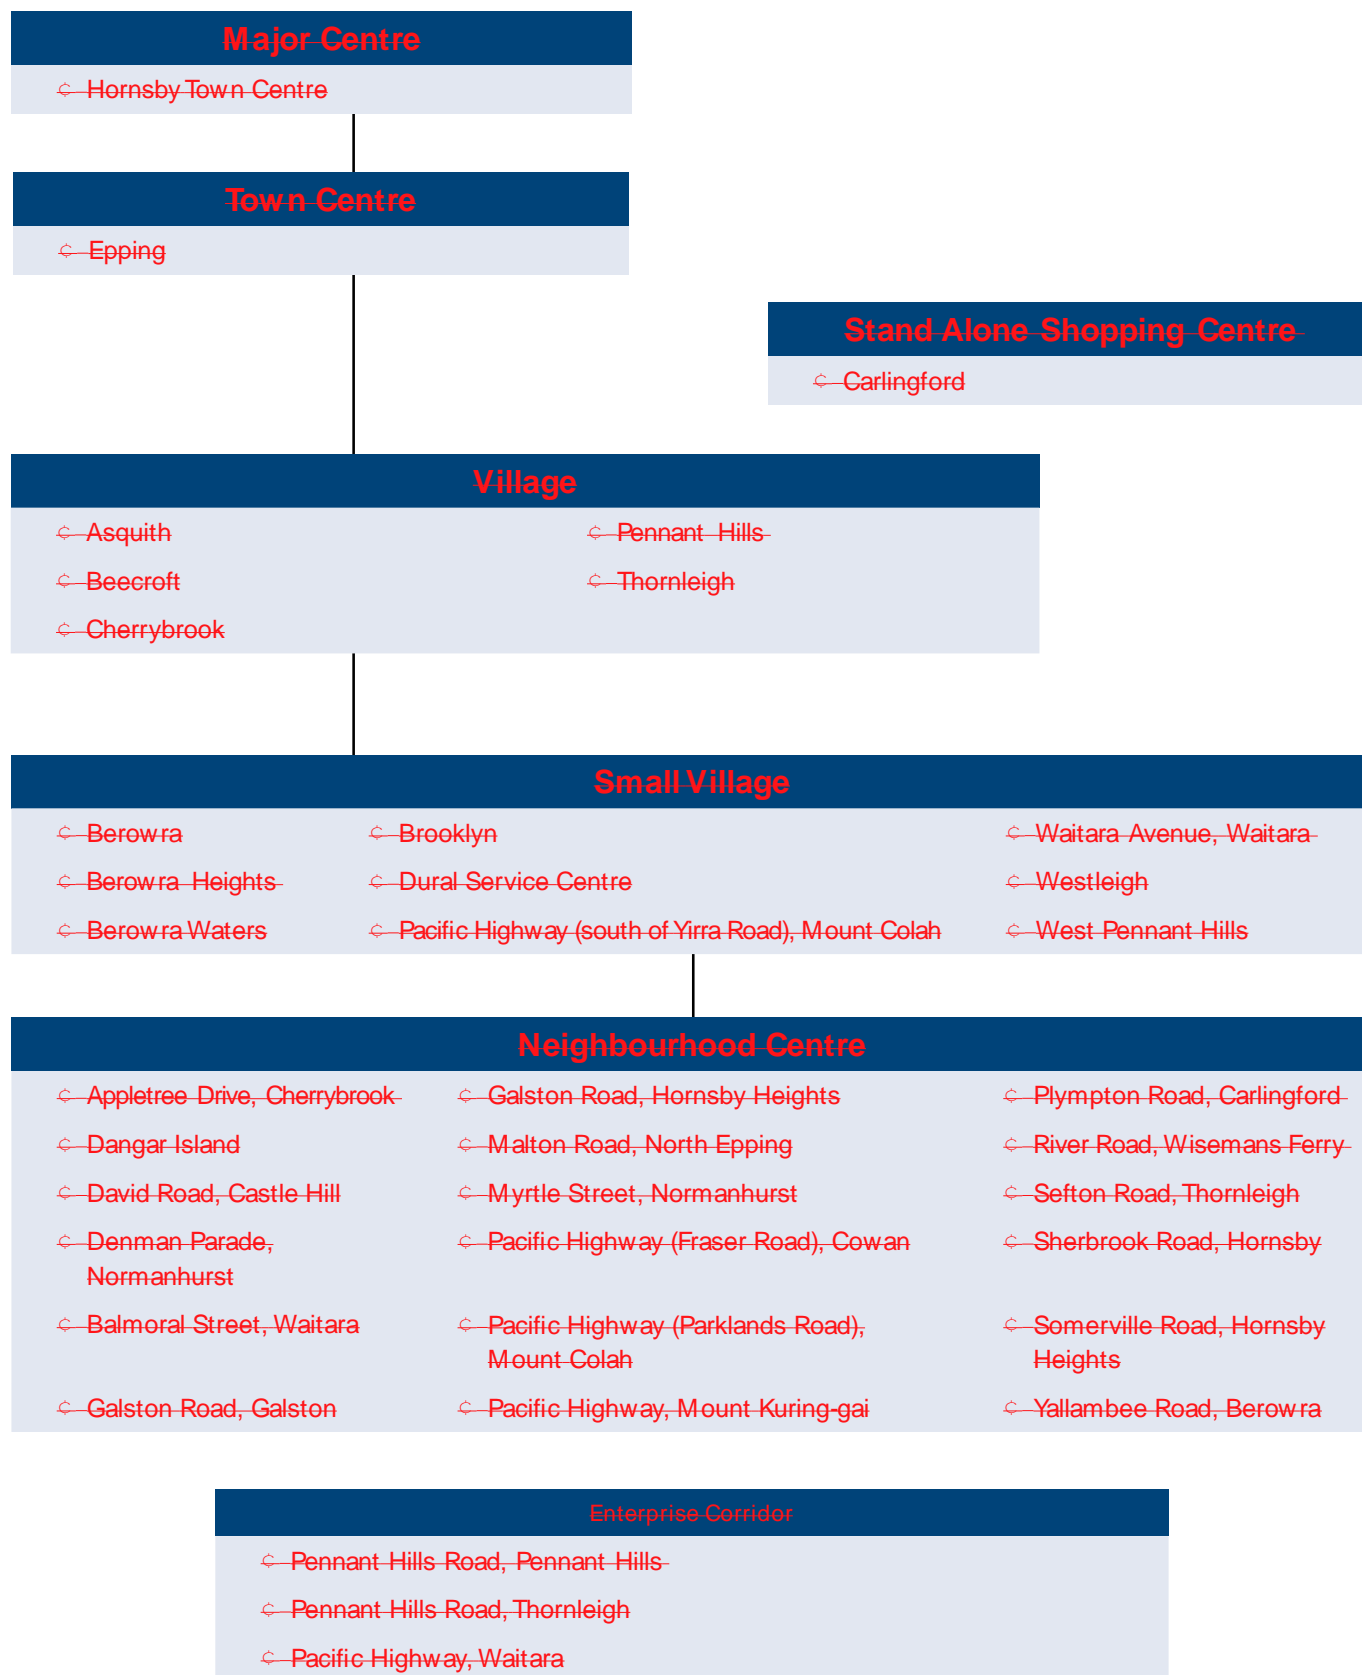 Major Centre
Hornsby Town Centre
Town Centre
Epping
Stand Alone Shopping Centre
Carlingford
Village
Asquith
Pennant Hills
Beecroft
Thornleigh
Cherrybrook
Small Village
Berowra
Brooklyn
Waitara Avenue, Waitara
Berowra Heights
Dural Service Centre
Westleigh
Berowra Waters
Pacific Highway (south of Yirra Road), Mount Colah
West Pennant Hills
Neighbourhood Centre
Appletree Drive, Cherrybrook
Galston Road, Hornsby Heights
Plympton Road, Carlingford
Dangar Island
Malton Road, North Epping
River Road, Wisemans Ferry
David Road, Castle Hill
Myrtle Street, Normanhurst
Sefton Road, Thornleigh
Denman Parade,
Normanhurst
Pacific Highway (Fraser Road), Cowan
Sherbrook Road, Hornsby
Balmoral Street, Waitara
Pacific Highway (Parklands Road),
Mount Colah
Somerville Road, Hornsby
Heights
Galston Road, Galston
Pacific Highway, Mount Kuring-gai
Yallambee Road, Berowra
Enterprise Corridor
Pennant Hills Road, Pennant Hills
Pennant Hills Road, Thornleigh
Pacific Highway, Waitara